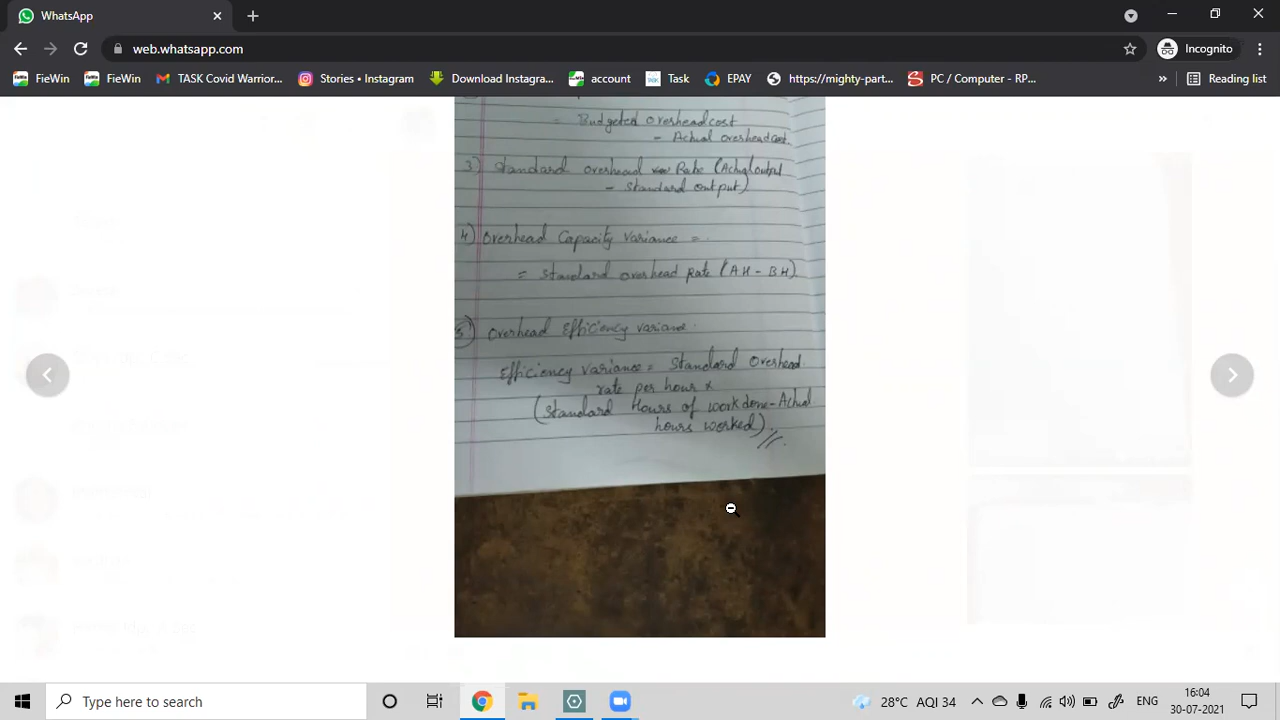 WhatsApp
web.whatsapp.com
Incognito
FieWin
FieWin
TASK Covid Warrior...
Stories • Instagram
Download Instagra...
account
Task
EPAY
https://mighty-part...
PC / Computer - RP...
»
Reading list
= Budgeted overhead cost
- Actual overhead cost.
3) Standard overhead Rate (Actual output
- Standard output)
4) Overhead Capacity Variance =
= Standard overhead Rate (AH - BH)
5) Overhead Efficiency variance.
Efficiency Variance = Standard Overhead
rate per hour ×
(Standard Hours of work done - Actual
hours worked).
Type here to search
28°C AQI 34
ENG
16:04
30-07-2021